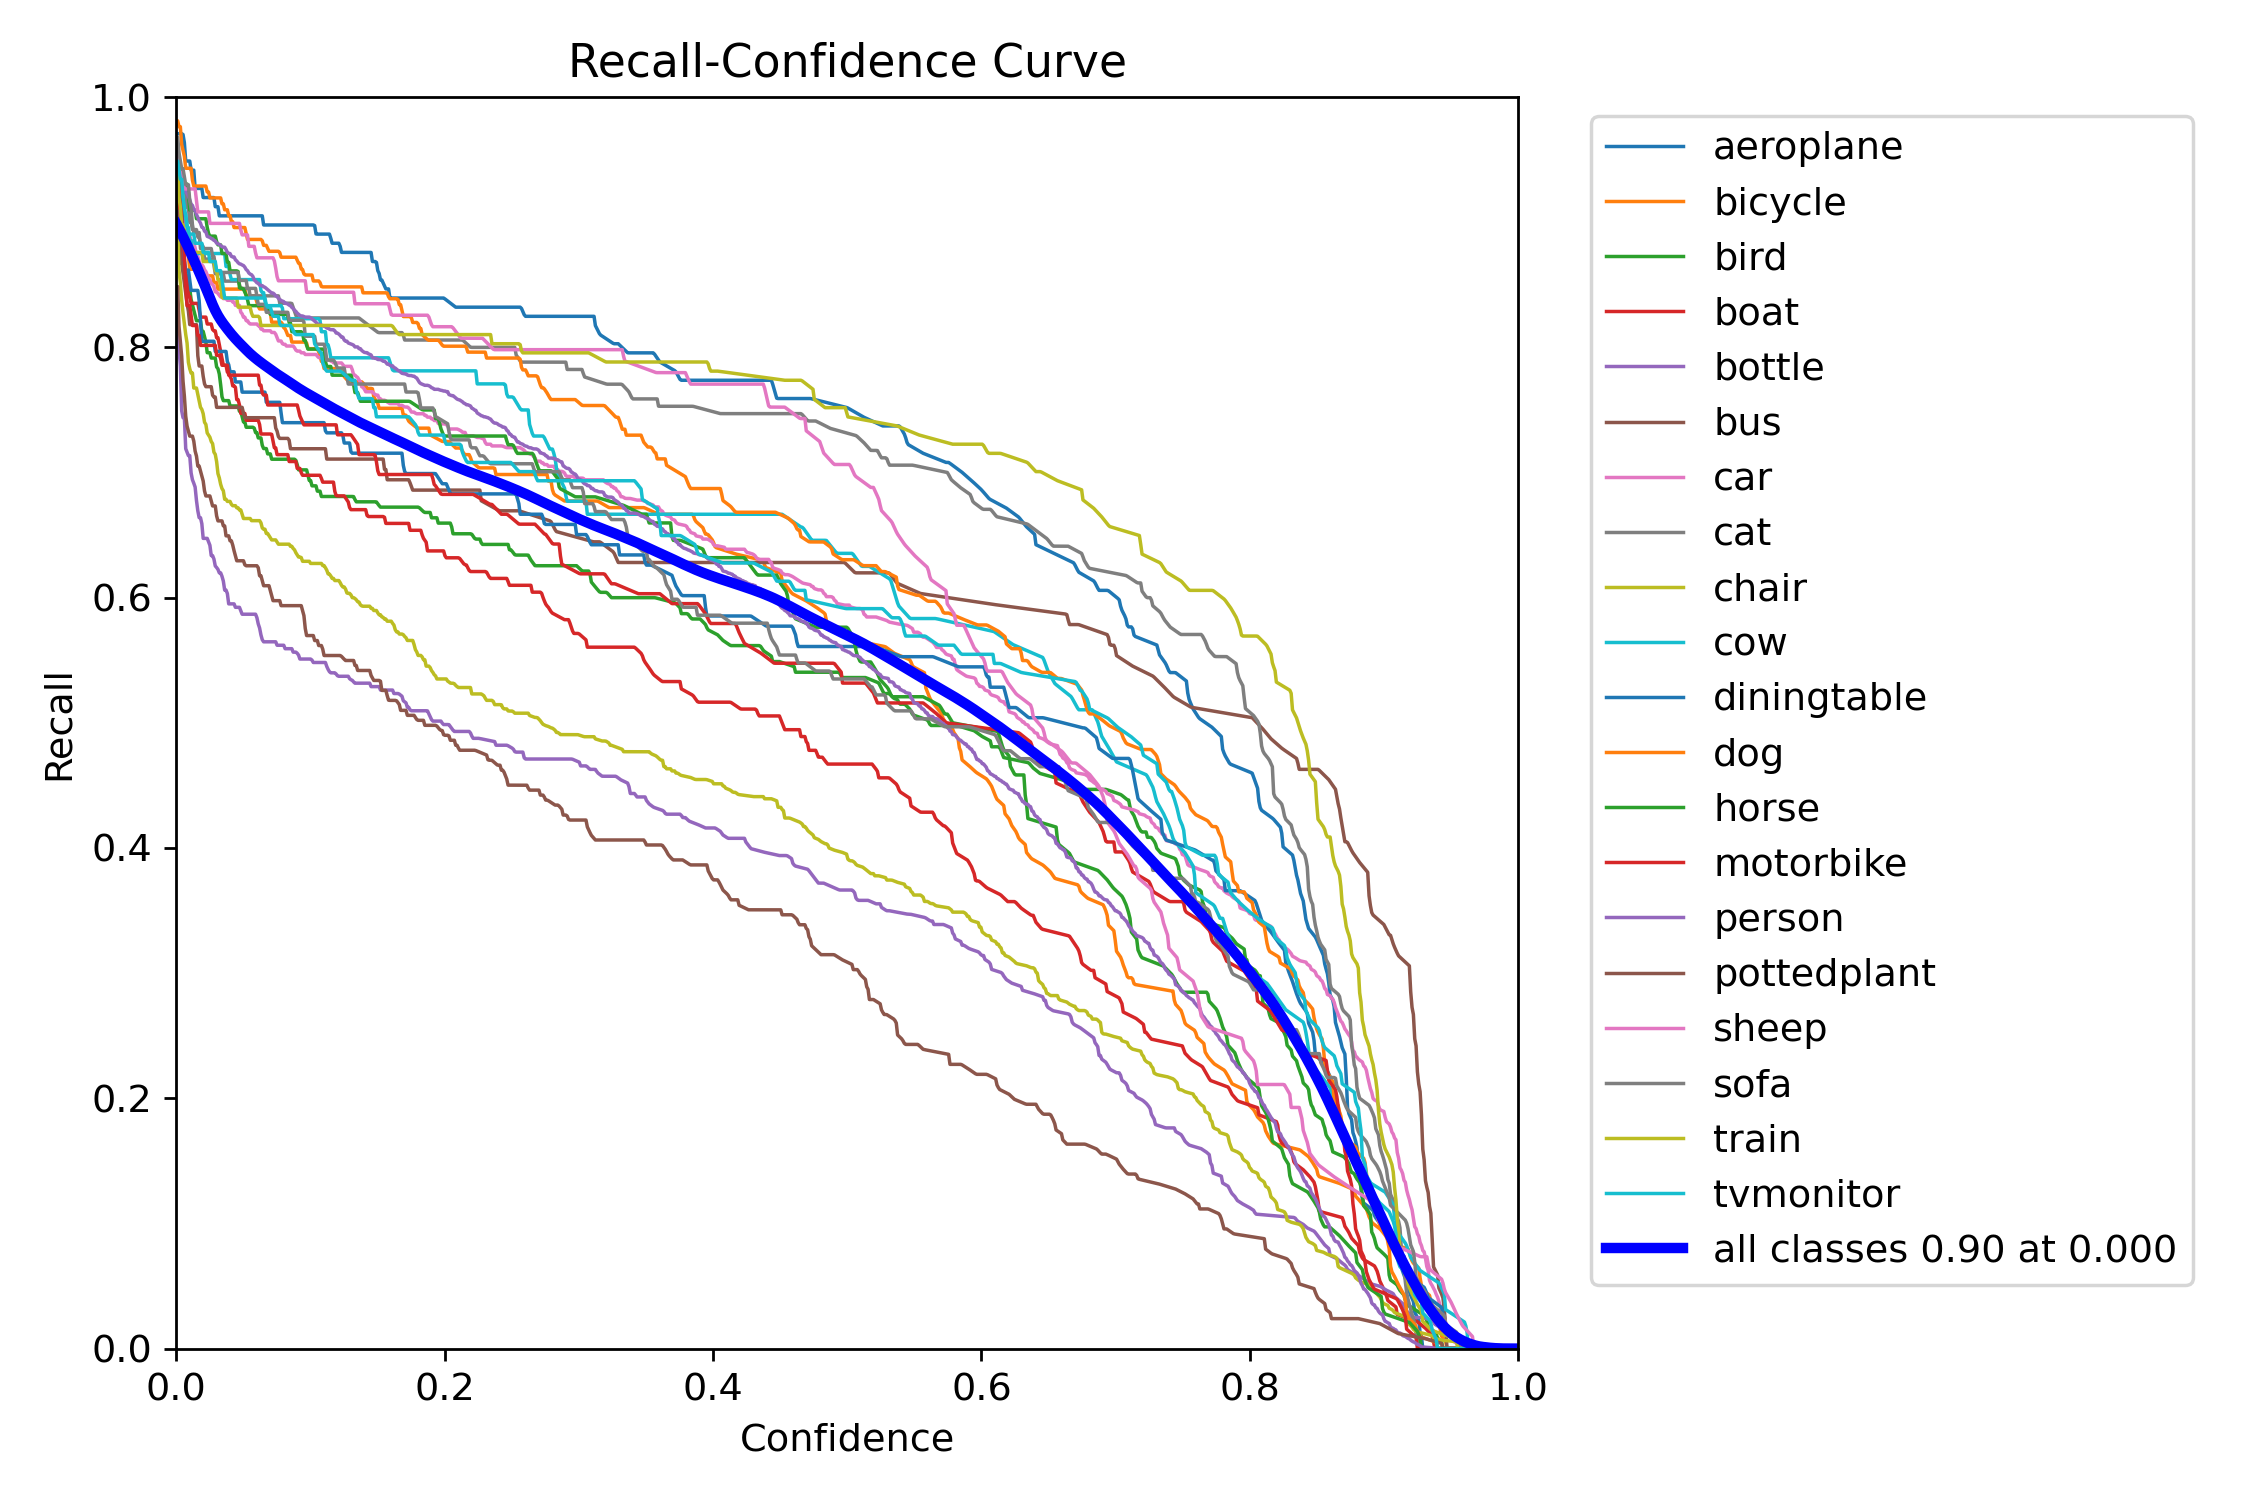 Recall-Confidence Curve
1.0
0.8
0.6
0.4
0.2
0.0
Recall
0.0 0.2 0.4 0.6 0.8 1.0
Confidence
aeroplane
bicycle
bird
boat
bottle
bus
car
cat
chair
cow
diningtable
dog
horse
motorbike
person
pottedplant
sheep
sofa
train
tvmonitor
all classes 0.90 at 0.000